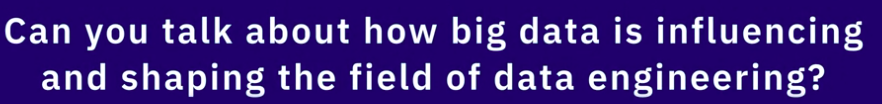 Can you talk about how big data is influencing
and shaping the field of data engineering?